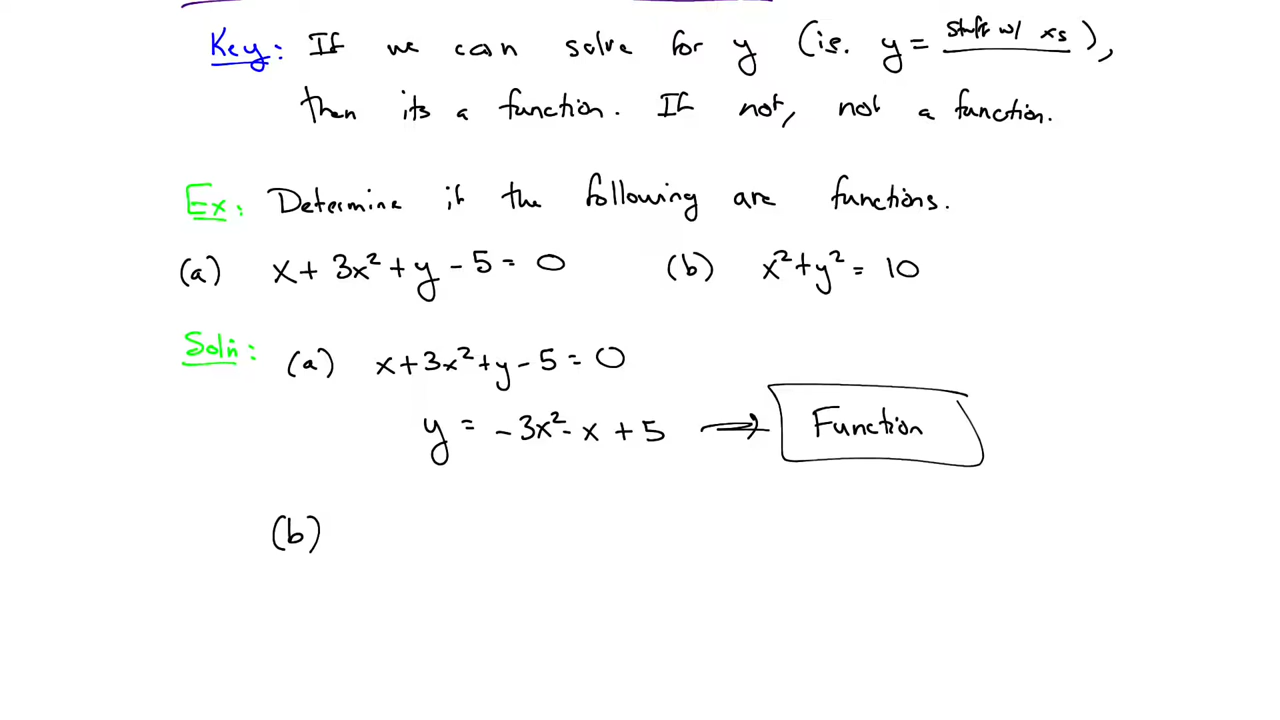 Key: If we can solve for y (ie. y = stuff w/ xs),
then its a function. If not, not a function.
Ex: Determine if the following are functions.
(a) x + 3x² + y - 5 = 0 (b) x² + y² = 10
Soln: (a) x + 3x² + y - 5 = 0
y = -3x² - x + 5 ⟹ Function
(b)